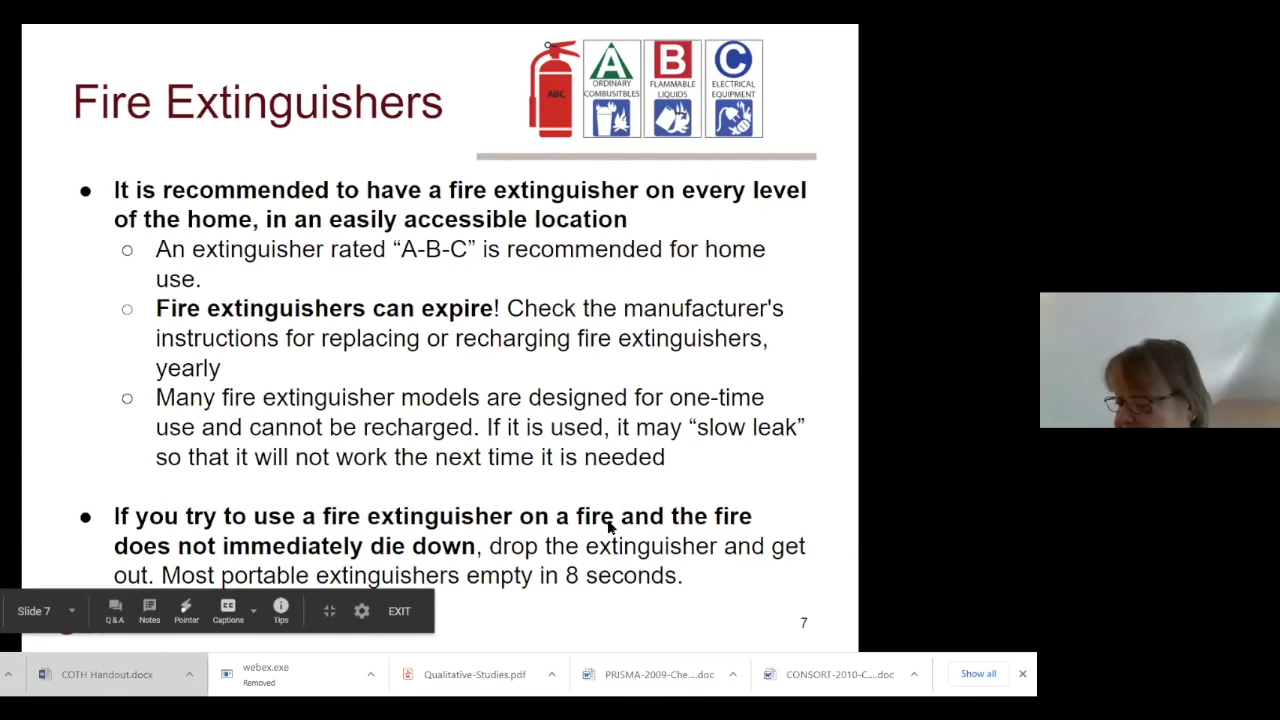 Fire Extinguishers
ABC
A
ORDINARY
COMBUSITBLES
B
FLAMMABLE
LIQUIDS
C
ELECTRICAL
EQUIPMENT
● It is recommended to have a fire extinguisher on every level
of the home, in an easily accessible location
○ An extinguisher rated “A-B-C” is recommended for home
use.
○ Fire extinguishers can expire! Check the manufacturer's
instructions for replacing or recharging fire extinguishers,
yearly
○ Many fire extinguisher models are designed for one-time
use and cannot be recharged. If it is used, it may “slow leak”
so that it will not work the next time it is needed
● If you try to use a fire extinguisher on a fire and the fire
does not immediately die down, drop the extinguisher and get
out. Most portable extinguishers empty in 8 seconds.
Slide 7
Q & A
Notes
Pointer
CC
Captions
Tips
EXIT
7
COTH Handout.docx
webex.exe
Removed
Qualitative-Studies.pdf
PRISMA-2009-Che....doc
CONSORT-2010-C....doc
Show all